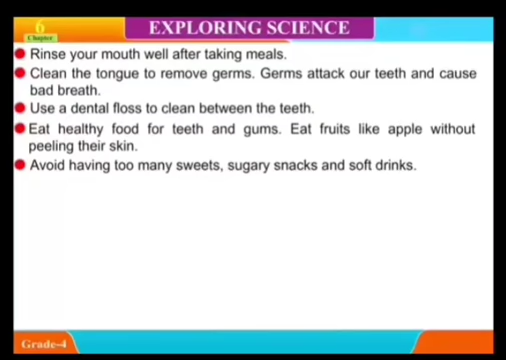 6
Chapter
EXPLORING SCIENCE
Rinse your mouth well after taking meals.
Clean the tongue to remove germs. Germs attack our teeth and cause
bad breath.
Use a dental floss to clean between the teeth.
Eat healthy food for teeth and gums. Eat fruits like apple without
peeling their skin.
Avoid having too many sweets, sugary snacks and soft drinks.
Grade-4